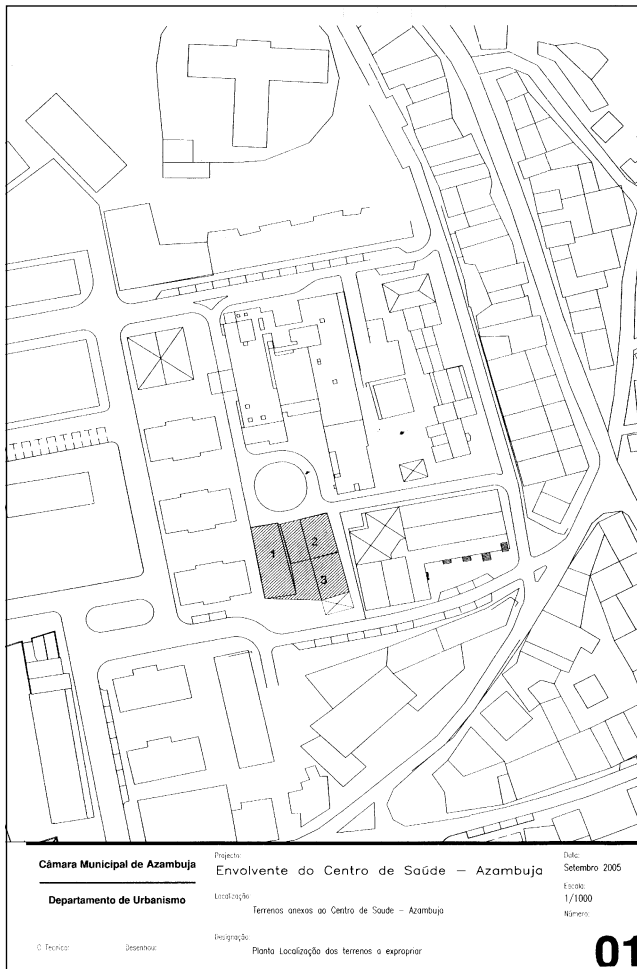 1
2
3
Câmara Municipal de Azambuja
Departamento de Urbanismo
O Técnico:
Desenhou:
Projecto:
Envolvente do Centro de Saúde – Azambuja
Localização:
Terrenos anexos ao Centro de Saude – Azambuja
Designação:
Planta Localização dos terrenos a expropriar
Data:
Setembro 2005
Escala:
1/1000
Número:
01